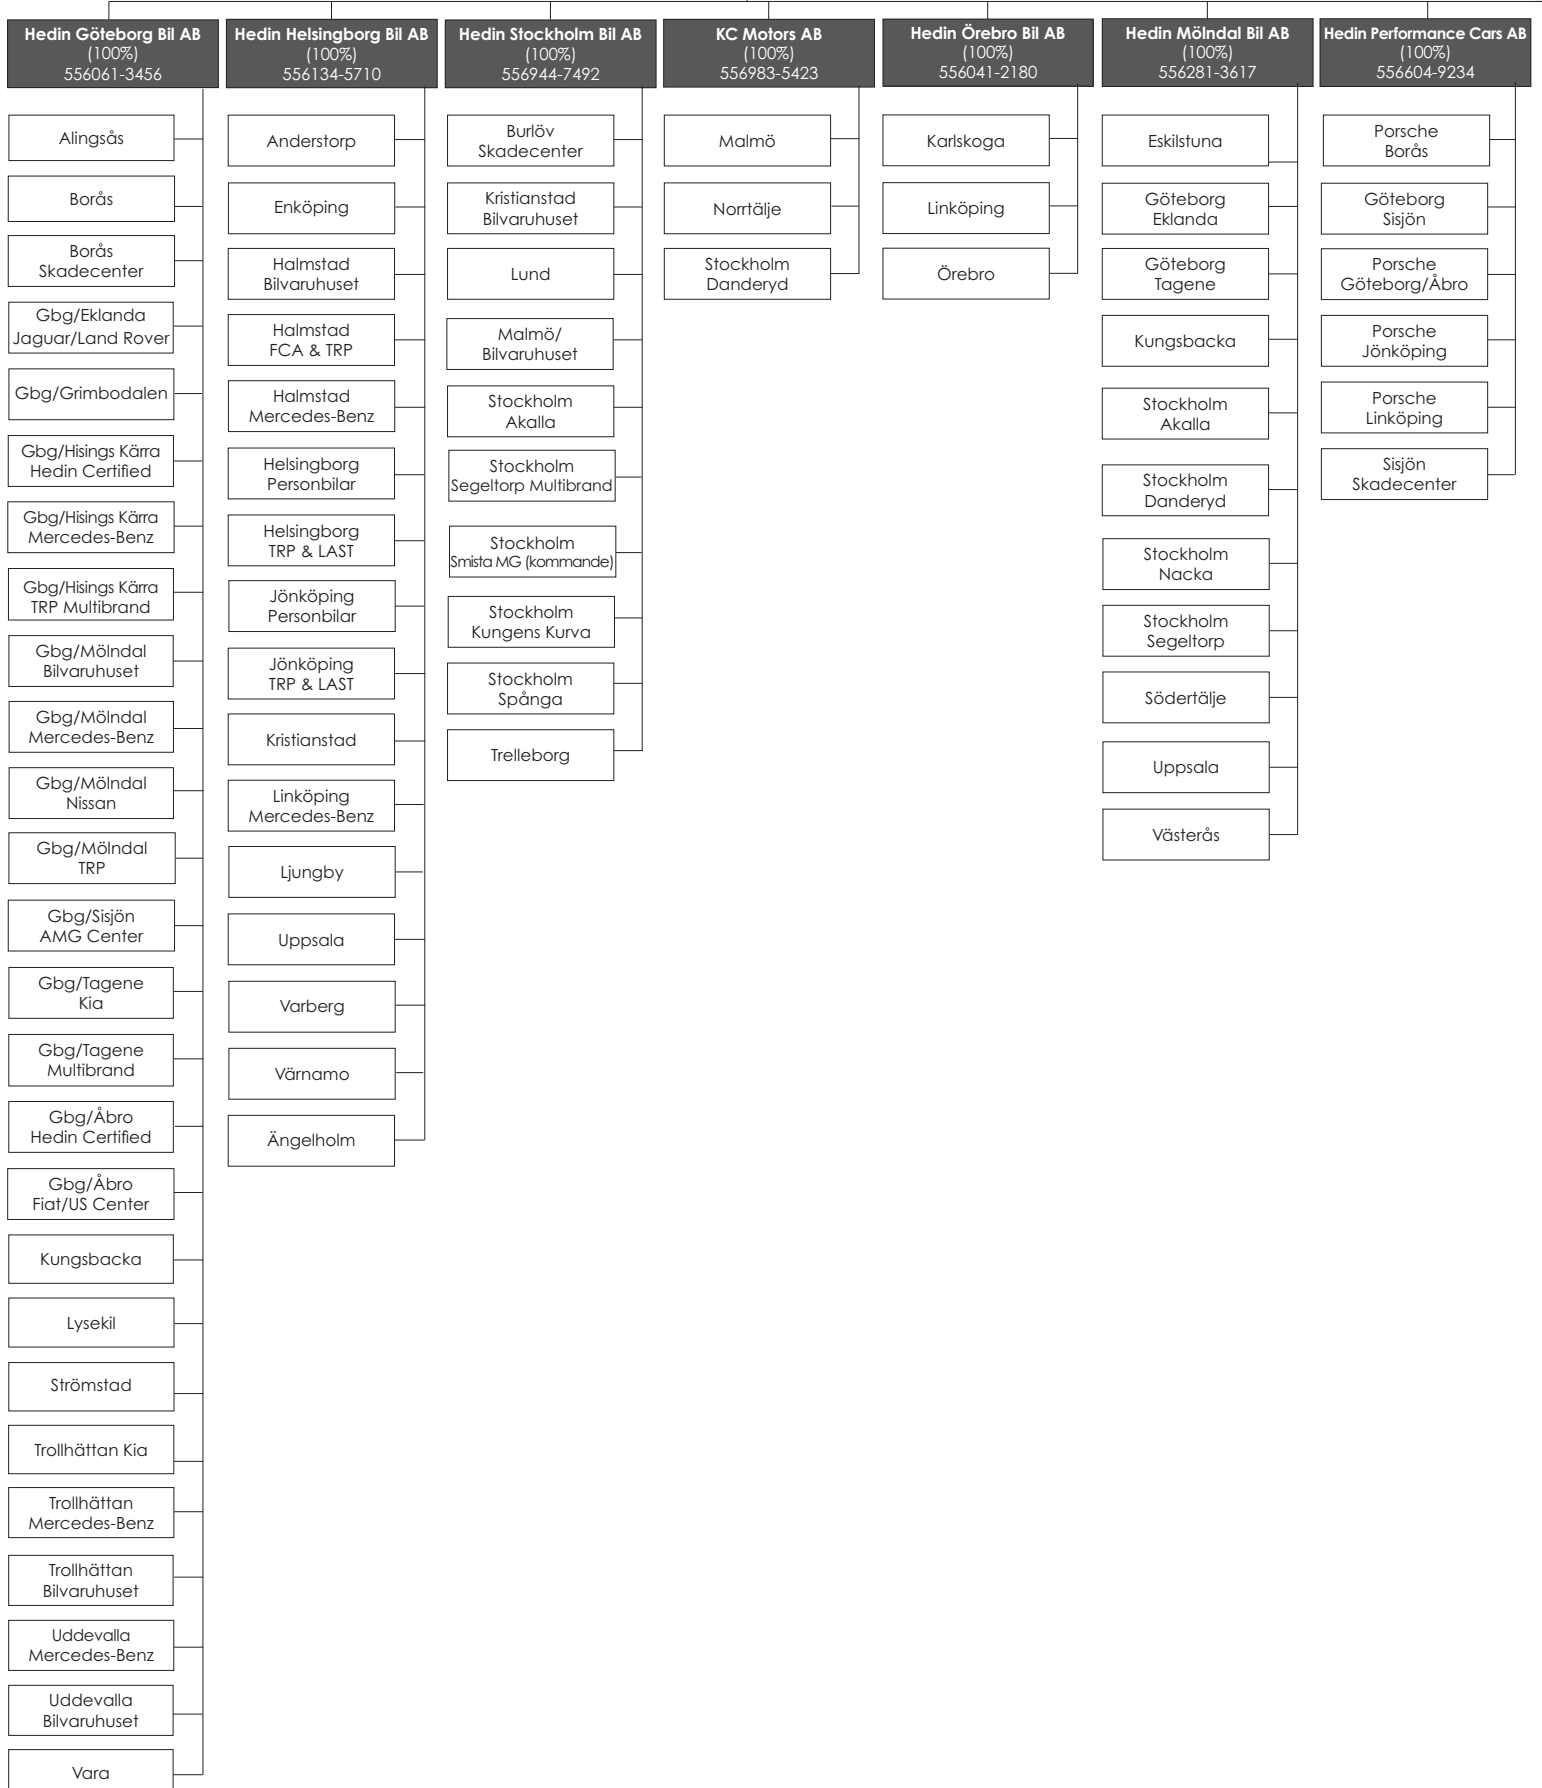 Hedin Göteborg Bil AB
(100%)
556061-3456
Alingsås
Borås
Borås
Skadecenter
Gbg/Eklanda
Jaguar/Land Rover
Gbg/Grimbodalen
Gbg/Hisings Kärra
Hedin Certified
Gbg/Hisings Kärra
Mercedes-Benz
Gbg/Hisings Kärra
TRP Multibrand
Gbg/Mölndal
Bilvaruhuset
Gbg/Mölndal
Mercedes-Benz
Gbg/Mölndal
Nissan
Gbg/Mölndal
TRP
Gbg/Sisjön
AMG Center
Gbg/Tagene
Kia
Gbg/Tagene
Multibrand
Gbg/Åbro
Hedin Certified
Gbg/Åbro
Fiat/US Center
Kungsbacka
Lysekil
Strömstad
Trollhättan Kia
Trollhättan
Mercedes-Benz
Trollhättan
Bilvaruhuset
Uddevalla
Mercedes-Benz
Uddevalla
Bilvaruhuset
Vara
Hedin Helsingborg Bil AB
(100%)
556134-5710
Anderstorp
Enköping
Halmstad
Bilvaruhuset
Halmstad
FCA & TRP
Halmstad
Mercedes-Benz
Helsingborg
Personbilar
Helsingborg
TRP & LAST
Jönköping
Personbilar
Jönköping
TRP & LAST
Kristianstad
Linköping
Mercedes-Benz
Ljungby
Uppsala
Varberg
Värnamo
Ängelholm
Hedin Stockholm Bil AB
(100%)
556944-7492
Burlöv
Skadecenter
Kristianstad
Bilvaruhuset
Lund
Malmö/
Bilvaruhuset
Stockholm
Akalla
Stockholm
Segeltorp Multibrand
Stockholm
Smista MG (kommande)
Stockholm
Kungens Kurva
Stockholm
Spånga
Trelleborg
KC Motors AB
(100%)
556983-5423
Malmö
Norrtälje
Stockholm
Danderyd
Hedin Örebro Bil AB
(100%)
556041-2180
Karlskoga
Linköping
Örebro
Hedin Mölndal Bil AB
(100%)
556281-3617
Eskilstuna
Göteborg
Eklanda
Göteborg
Tagene
Kungsbacka
Stockholm
Akalla
Stockholm
Danderyd
Stockholm
Nacka
Stockholm
Segeltorp
Södertälje
Uppsala
Västerås
Hedin Performance Cars AB
(100%)
556604-9234
Porsche
Borås
Göteborg
Sisjön
Porsche
Göteborg/Åbro
Porsche
Jönköping
Porsche
Linköping
Sisjön
Skadecenter